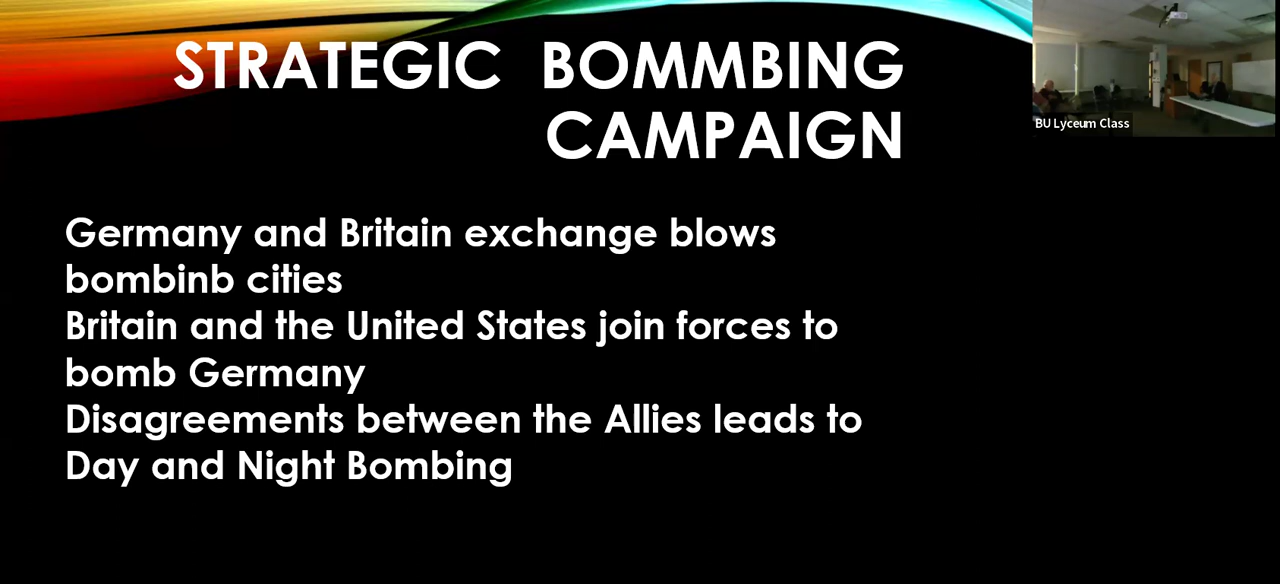 STRATEGIC BOMMBING
CAMPAIGN
BU Lyceum Class
Germany and Britain exchange blows
bombinb cities
Britain and the United States join forces to
bomb Germany
Disagreements between the Allies leads to
Day and Night Bombing